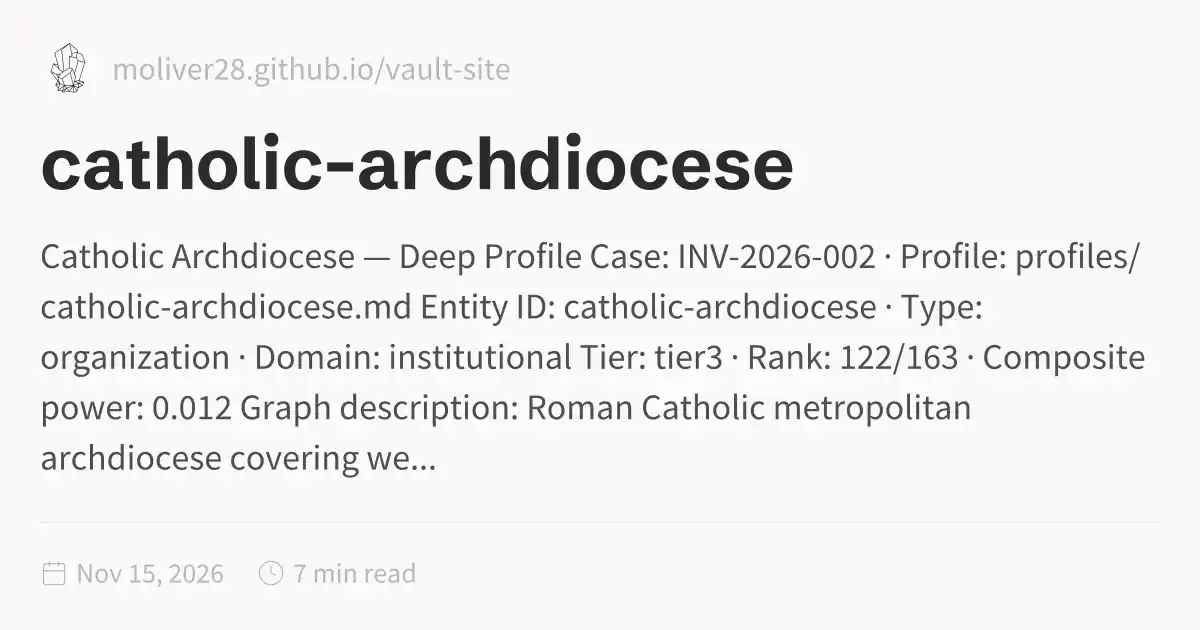 moliver28.github.io/vault-site
catholic-archdiocese
Catholic Archdiocese — Deep Profile Case: INV-2026-002 · Profile: profiles/
catholic-archdiocese.md Entity ID: catholic-archdiocese · Type:
organization · Domain: institutional Tier: tier3 · Rank: 122/163 · Composite
power: 0.012 Graph description: Roman Catholic metropolitan
archdiocese covering we...
Nov 15, 2026 7 min read